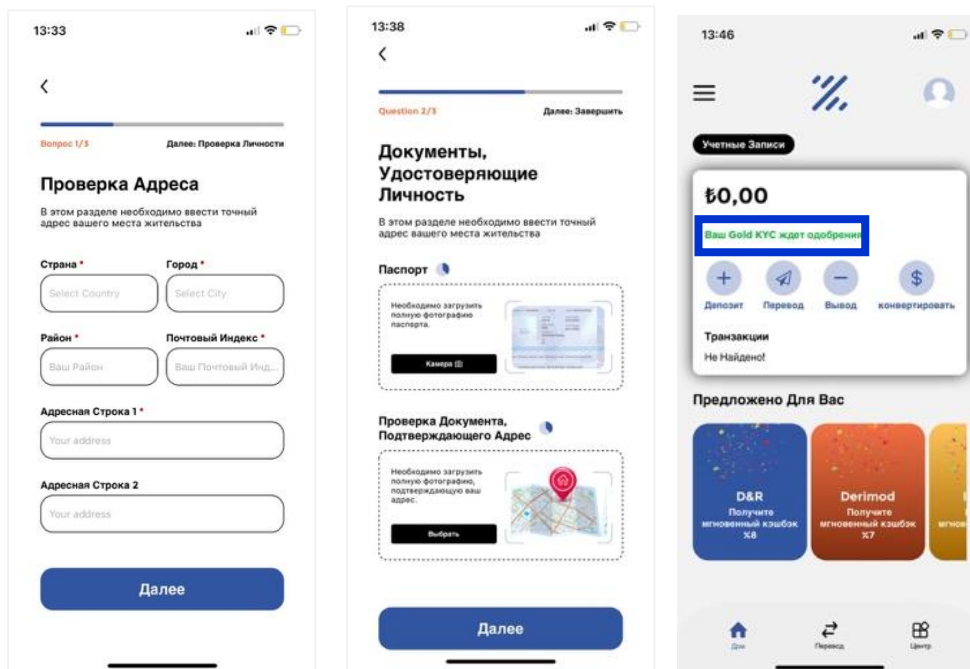 13:33
Вопрос 1/3
Далее: Проверка Личности
Проверка Адреса
В этом разделе необходимо ввести точный
адрес вашего места жительства
Страна *
Город *
Select Country
Select City
Район *
Почтовый Индекс *
Ваш Район
Ваш Почтовый Инд...
Адресная Строка 1 *
Your address
Адресная Строка 2
Your address
Далее
13:38
Question 2/3
Далее: Завершить
Документы,
Удостоверяющие
Личность
В этом разделе необходимо ввести точный
адрес вашего места жительства
Паспорт
Необходимо загрузить
полную фотографию
паспорта.
Камера
Проверка Документа,
Подтверждающего Адрес
Необходимо загрузить
полную фотографию,
подтверждающую ваш
адрес.
Выбрать
Далее
13:46
Учетные Записи
₺0,00
Ваш Gold KYC ждет одобрения
Депозит
Перевод
Вывод
конвертировать
Транзакции
Не Найдено!
Предложено Для Вас
D&R
Получите
мгновенный кэшбэк
%8
Derimod
Получите
мгновенный кэшбэк
%7
Дом
Перевод
Центр